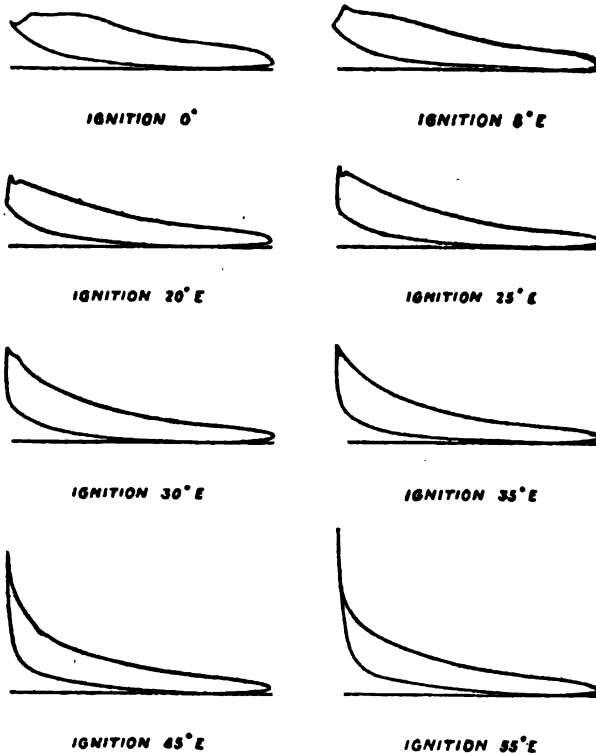 IGNITION 0°
IGNITION 8° E
IGNITION 20° E
IGNITION 25° E
IGNITION 30° E
IGNITION 35° E
IGNITION 45° E
IGNITION 55° E